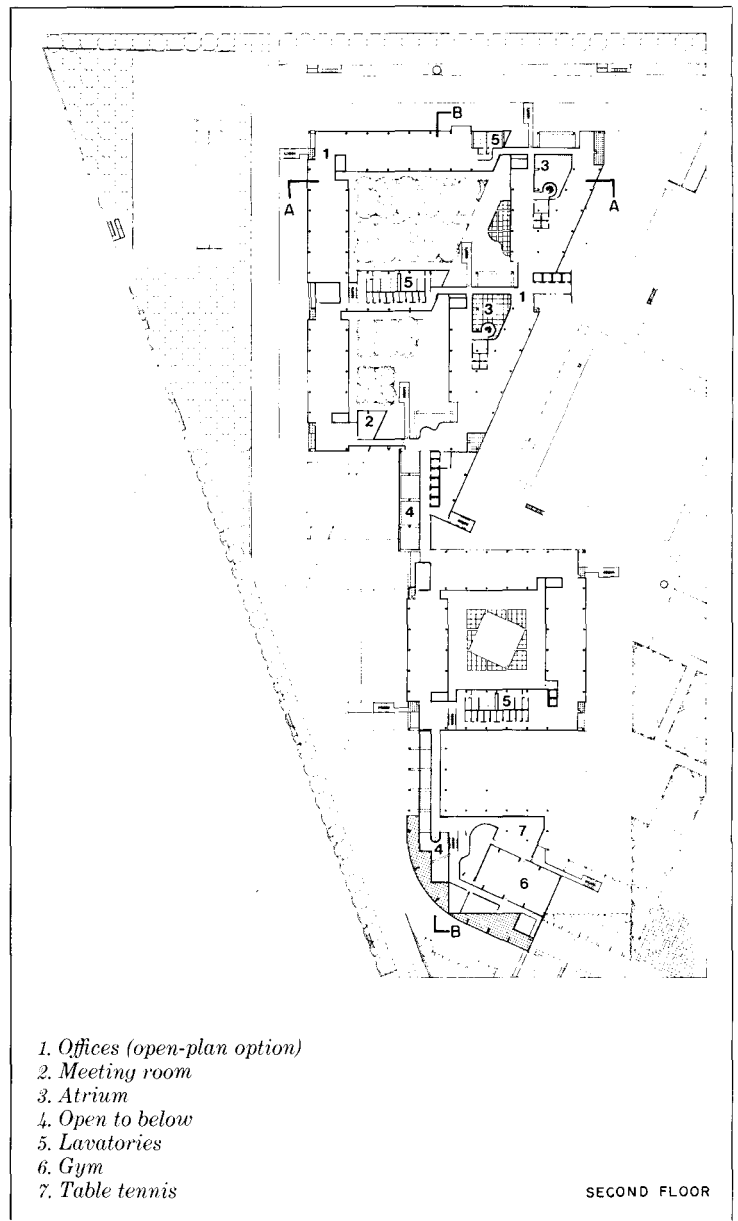 B
5
1
3
A
A
5
1
3
2
4
5
7
4
6
B
1. Offices (open-plan option)
2. Meeting room
3. Atrium
4. Open to below
5. Lavatories
6. Gym
7. Table tennis
SECOND FLOOR